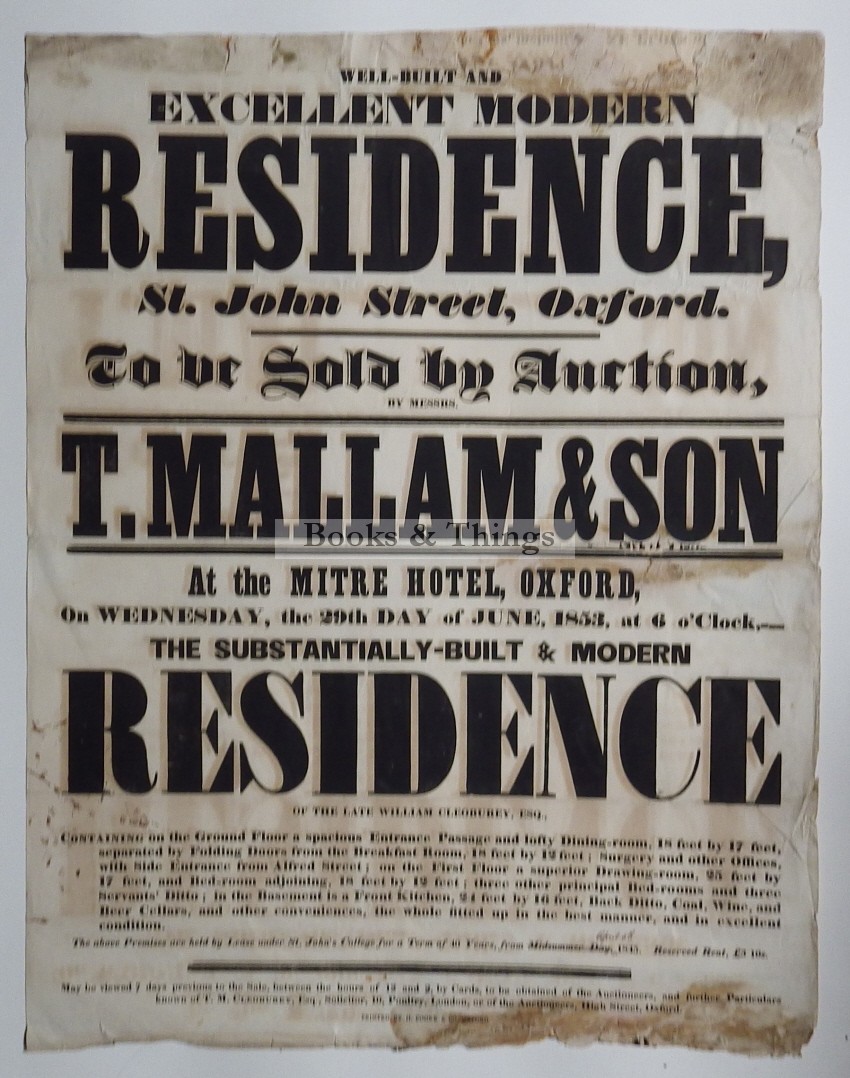 WELL-BUILT AND
EXCELLENT MODERN
RESIDENCE,
St. John Street, Oxford.
To be Sold by Auction,
BY MESSRS.
T. MALLAM & SON
Books & Things
At the MITRE HOTEL, OXFORD,
On WEDNESDAY, the 29th DAY of JUNE, 1853, at 6 o'Clock,—
THE SUBSTANTIALLY-BUILT & MODERN
RESIDENCE
OF THE LATE WILLIAM CLEOBUREY, ESQ.,
CONTAINING on the Ground Floor a spacious Entrance Passage and lofty Dining-room, 18 feet by 17 feet,
separated by Folding Doors from the Breakfast Room, 18 feet by 12 feet; Surgery and other Offices,
with Side Entrance from Alfred Street; on the First Floor a superior Drawing-room, 25 feet by
17 feet, and Bed-room adjoining, 18 feet by 12 feet; three other principal Bed-rooms and three
Servants' Ditto; in the Basement is a Front Kitchen, 24 feet by 16 feet, Back Ditto, Coal, Wine, and
Beer Cellars, and other conveniences, the whole fitted up in the best manner, and in excellent
condition.
The above Premises are held by Lease under St. John's College for a Term of 40 Years, from Midsummer Day, 1845. Reserved Rent, £3 10s.
May be viewed 7 days previous to the Sale, between the hours of 12 and 2, by Cards, to be obtained of the Auctioneers, and further Particulars
known of T. M. CLEOBUREY, Esq., Solicitor, 10, Poultry, London, or of the Auctioneers, High Street, Oxford.
PRINTED BY H.